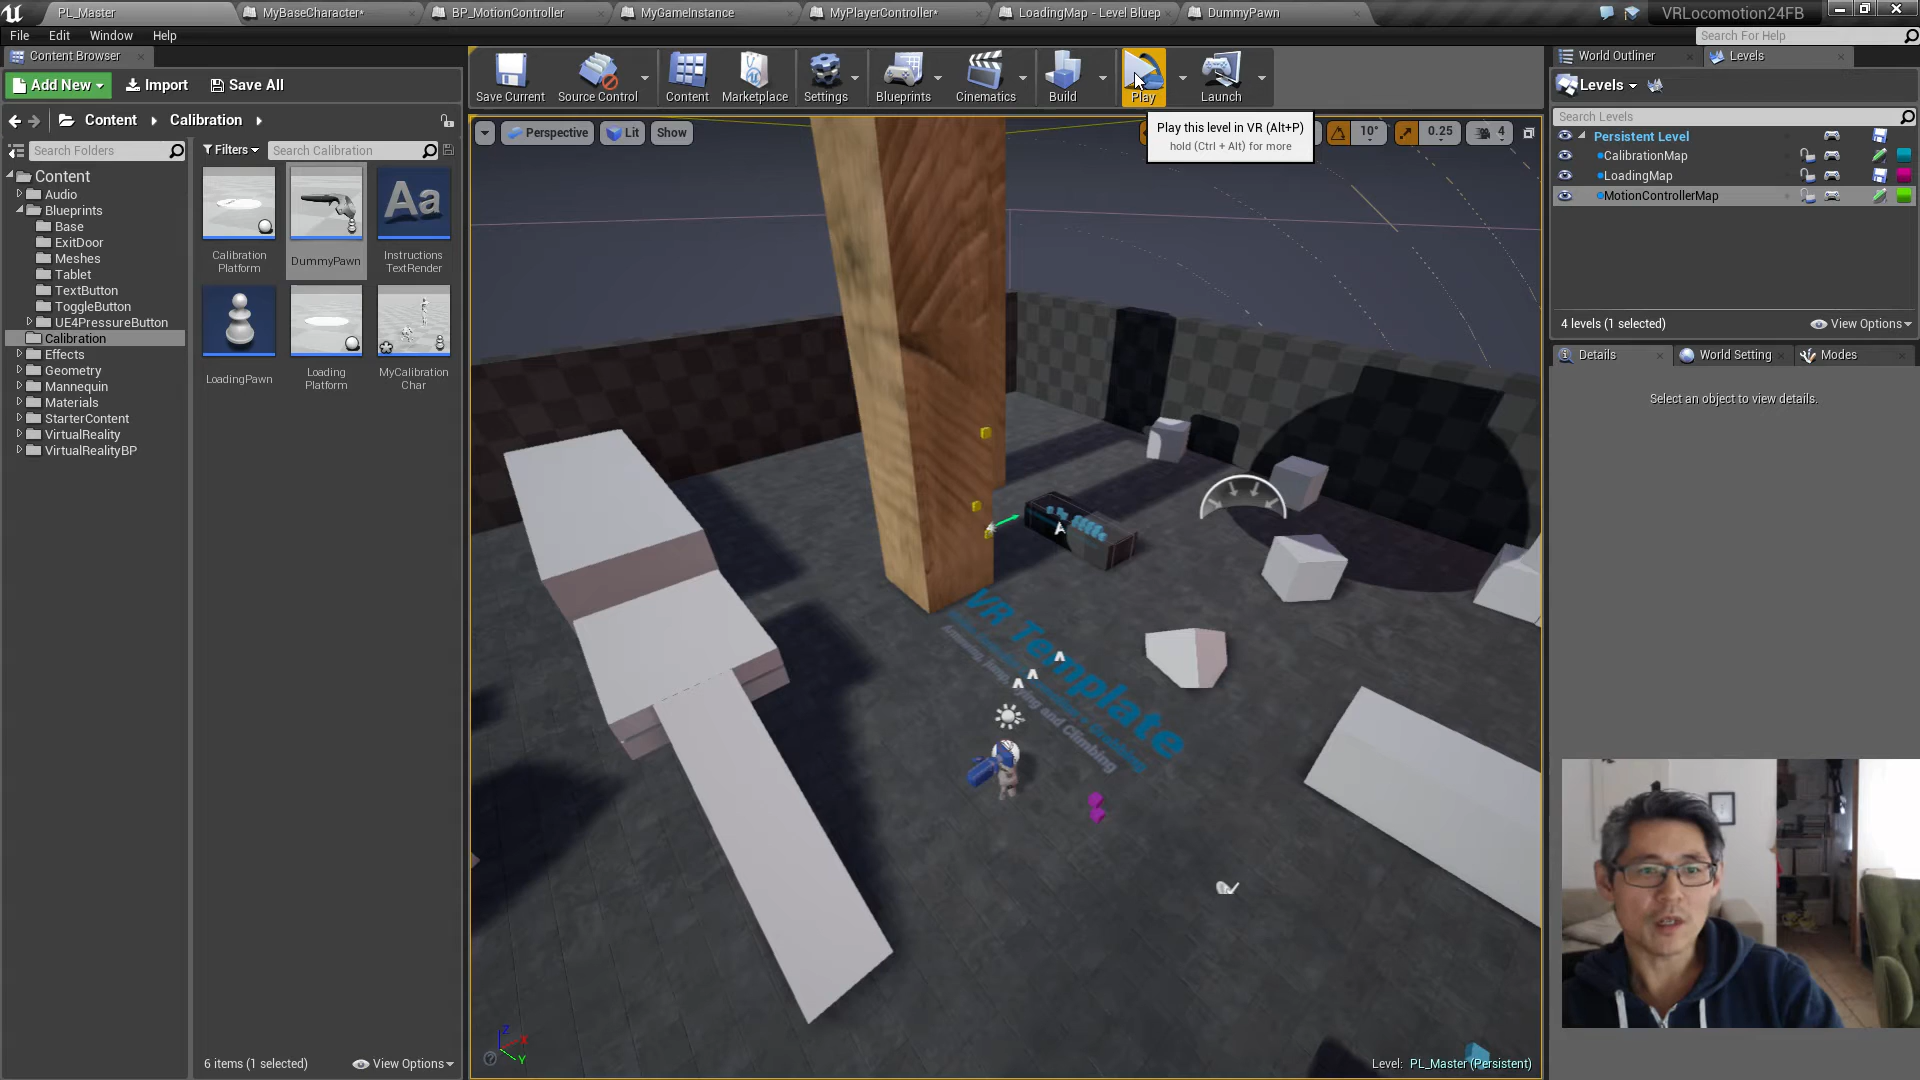 PL_Master
MyBaseCharacter*
BP_MotionController
MyGameInstance
MyPlayerController*
LoadingMap - Level Bluep
DummyPawn
VRLocomotion24FB
File
Edit
Window
Help
Search For Help
Content Browser
Add New
Import
Save All
Content
Calibration
Search Folders
Filters
Search Calibration
Content
Audio
Blueprints
Base
ExitDoor
Meshes
Tablet
TextButton
ToggleButton
UE4PressureButton
Calibration
Effects
Geometry
Mannequin
Materials
StarterContent
VirtualReality
VirtualRealityBP
Calibration
Platform
DummyPawn
Aa
Instructions
TextRender
LoadingPawn
Loading
Platform
MyCalibration
Char
6 items (1 selected)
View Options
Save Current
Source Control
Content
Marketplace
Settings
Blueprints
Cinematics
Build
Play
Launch
Perspective
Lit
Show
Play this level in VR (Alt+P)
hold (Ctrl + Alt) for more
10°
0.25
4
VR Template
and Climbing
Level: PL_Master (Persistent)
Z
X
Y
World Outliner
Levels
Levels
Search Levels
Persistent Level
CalibrationMap
LoadingMap
MotionControllerMap
4 levels (1 selected)
View Options
Details
World Setting
Modes
Select an object to view details.